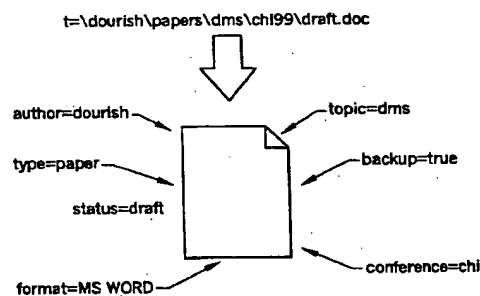 t=\dourish\papers\dms\chi99\draft.doc
author=dourish
topic=dms
type=paper
backup=true
status=draft
conference=chi
format=MS WORD